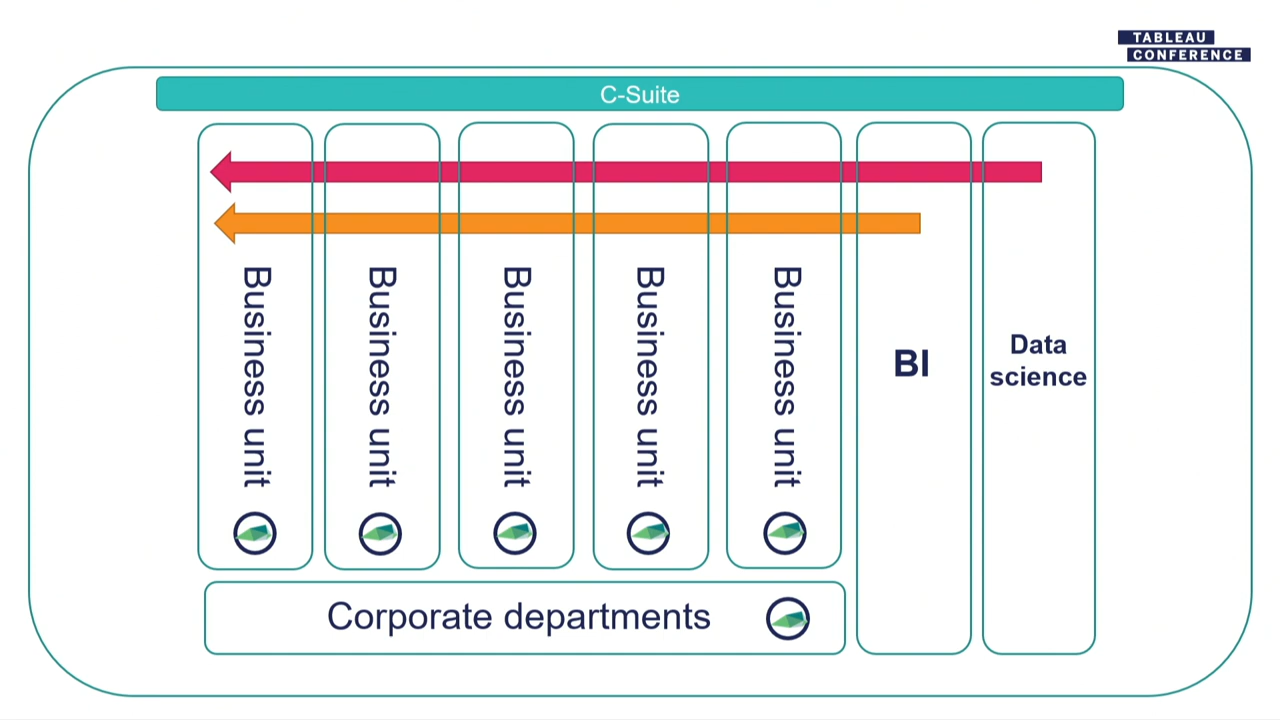 TABLEAU
CONFERENCE
C-Suite
Business unit
Business unit
Business unit
Business unit
Business unit
BI
Data
science
Corporate departments